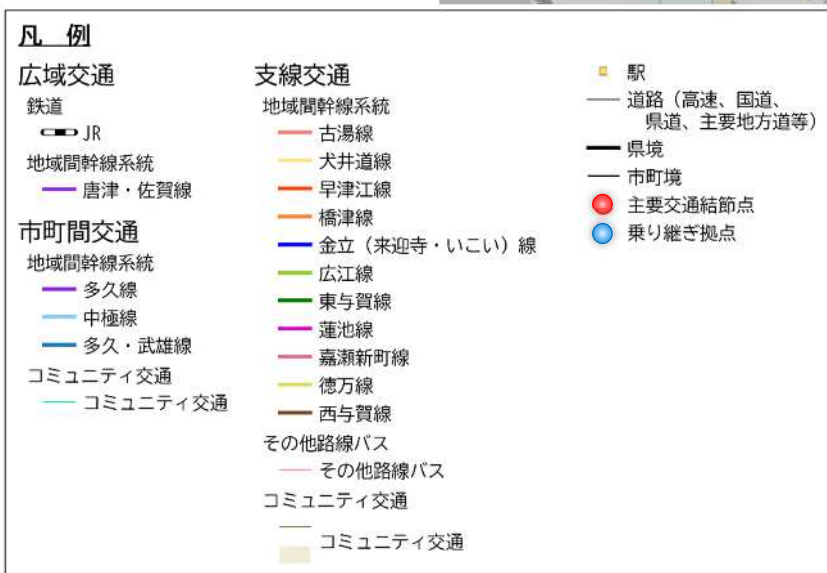 凡 例
広域交通
鉄道
JR
地域間幹線系統
唐津・佐賀線
市町間交通
地域間幹線系統
多久線
中極線
多久・武雄線
コミュニティ交通
コミュニティ交通
支線交通
地域間幹線系統
古湯線
犬井道線
早津江線
橋津線
金立（来迎寺・いこい）線
広江線
東与賀線
蓮池線
嘉瀬新町線
徳万線
西与賀線
その他路線バス
その他路線バス
コミュニティ交通
コミュニティ交通
駅
道路（高速、国道、
県道、主要地方道等）
県境
市町境
主要交通結節点
乗り継ぎ拠点